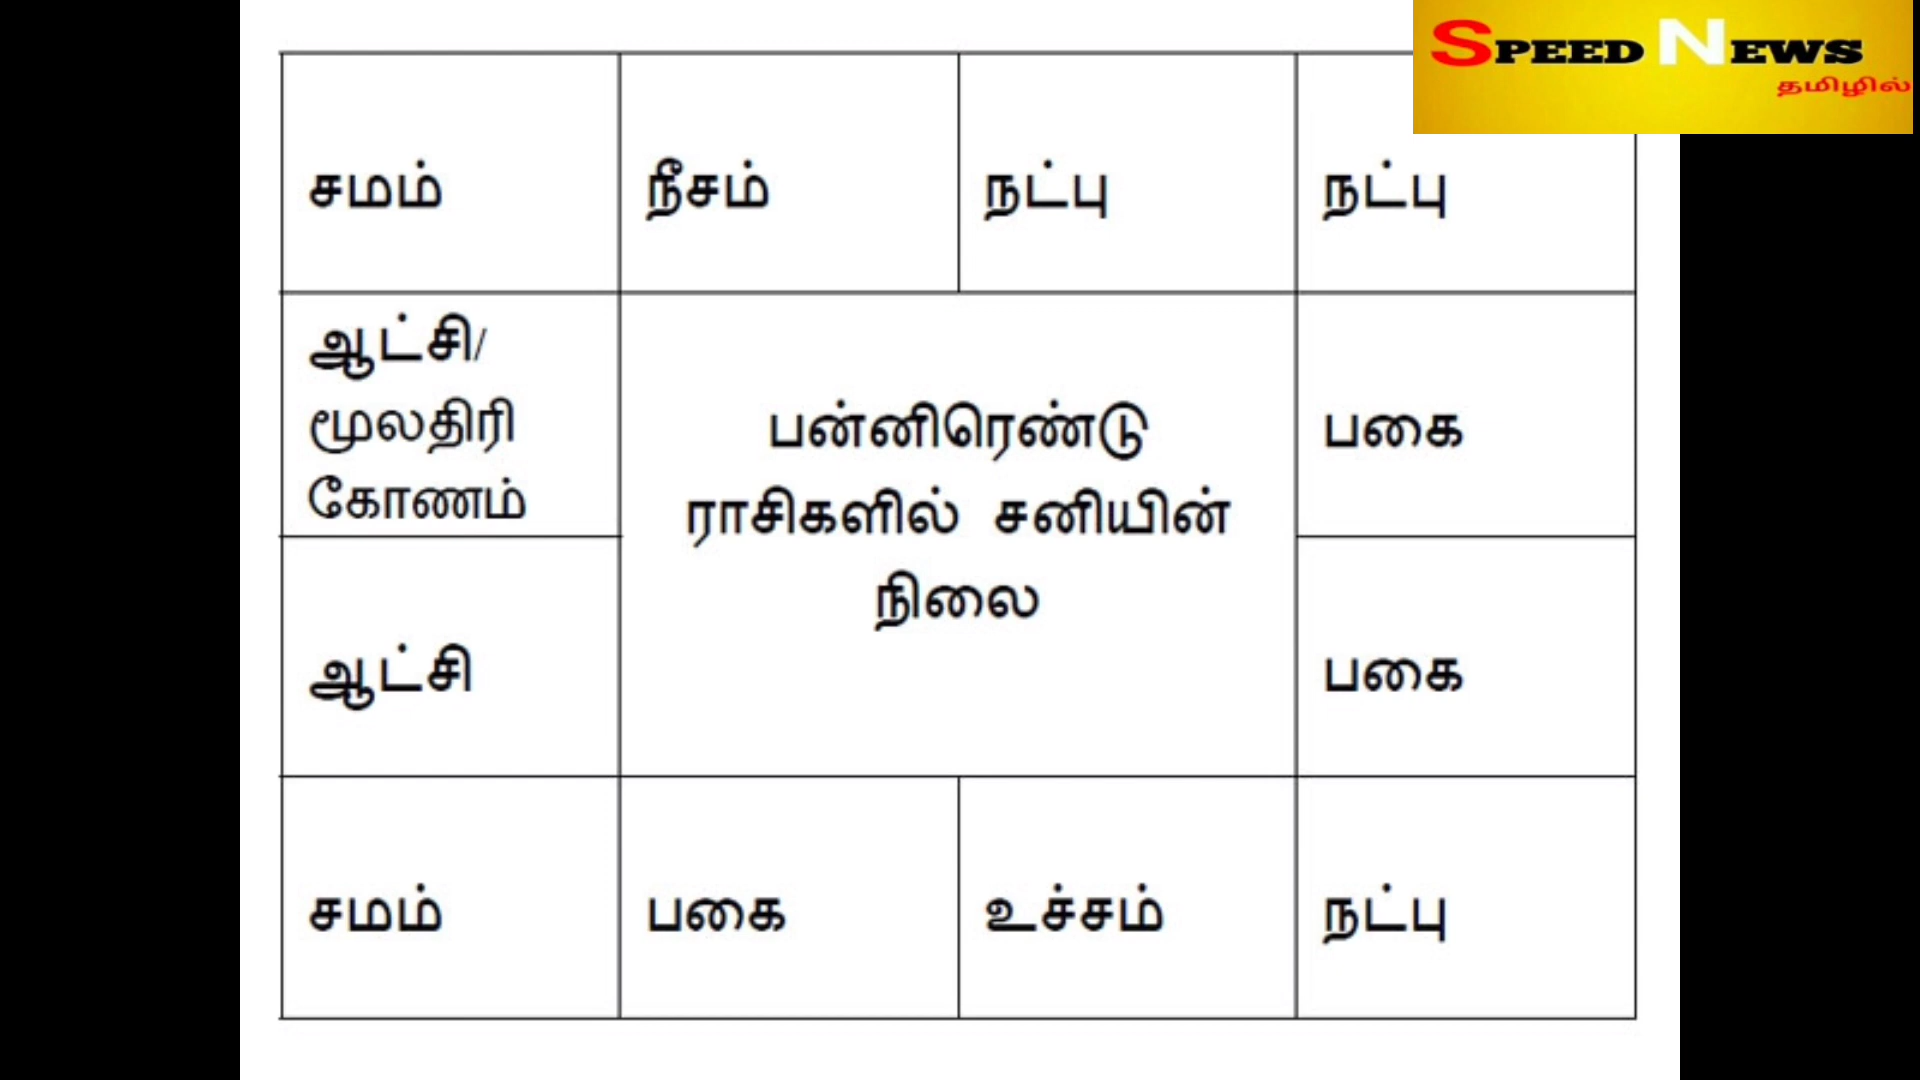 SPEED NEWS
தமிழில்
சமம்
நீசம்
நட்பு
நட்பு
ஆட்சி/
மூலதிரி
கோணம்
பன்னிரெண்டு
ராசிகளில் சனியின்
நிலை
பகை
ஆட்சி
பகை
சமம்
பகை
உச்சம்
நட்பு